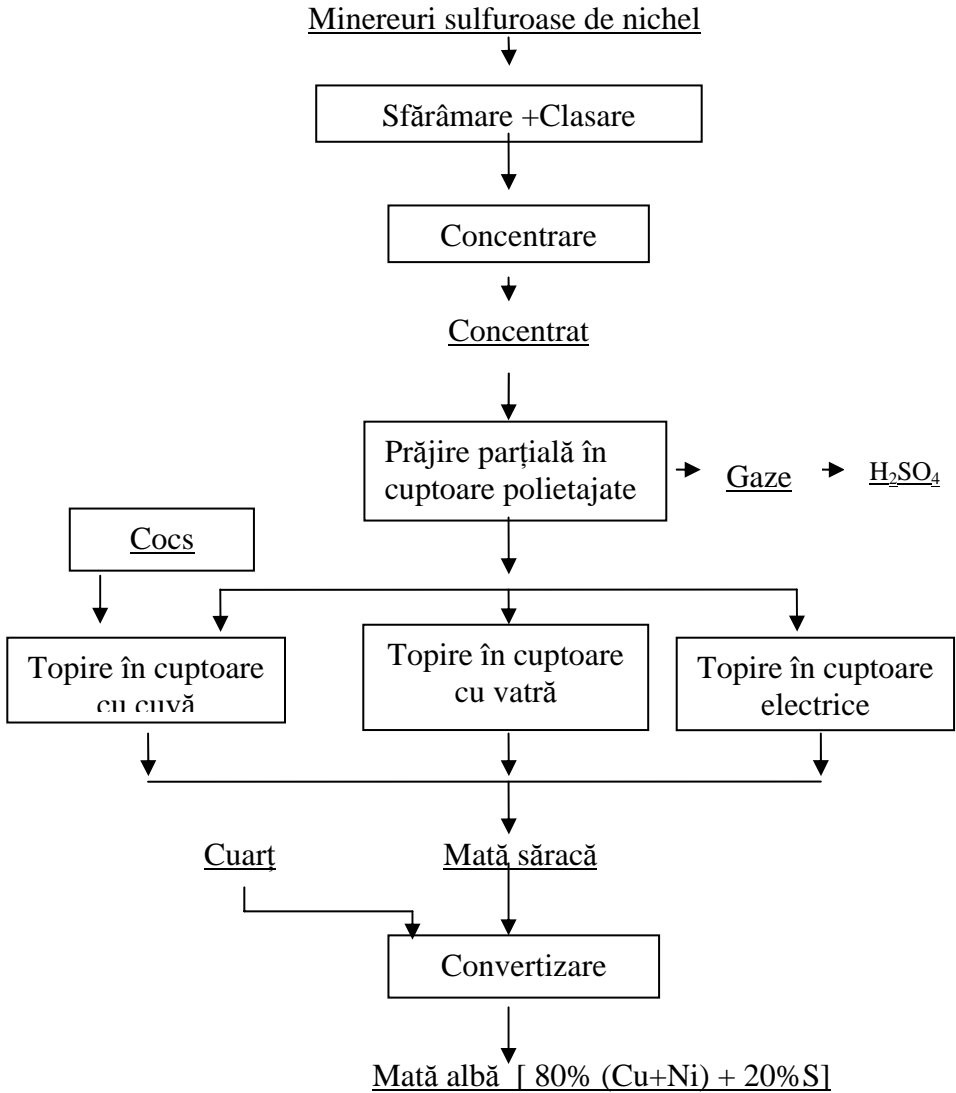 Minereuri sulfuroase de nichel
Sfărâmare +Clasare
Concentrare
Concentrat
Prăjire parțială în
cuptoare polietajate
Gaze
H₂SO₄
Cocs
Topire în cuptoare
cu cuvă
Topire în cuptoare
cu vatră
Topire în cuptoare
electrice
Cuarț
Mată săracă
Convertizare
Mată albă [ 80% (Cu+Ni) + 20%S]